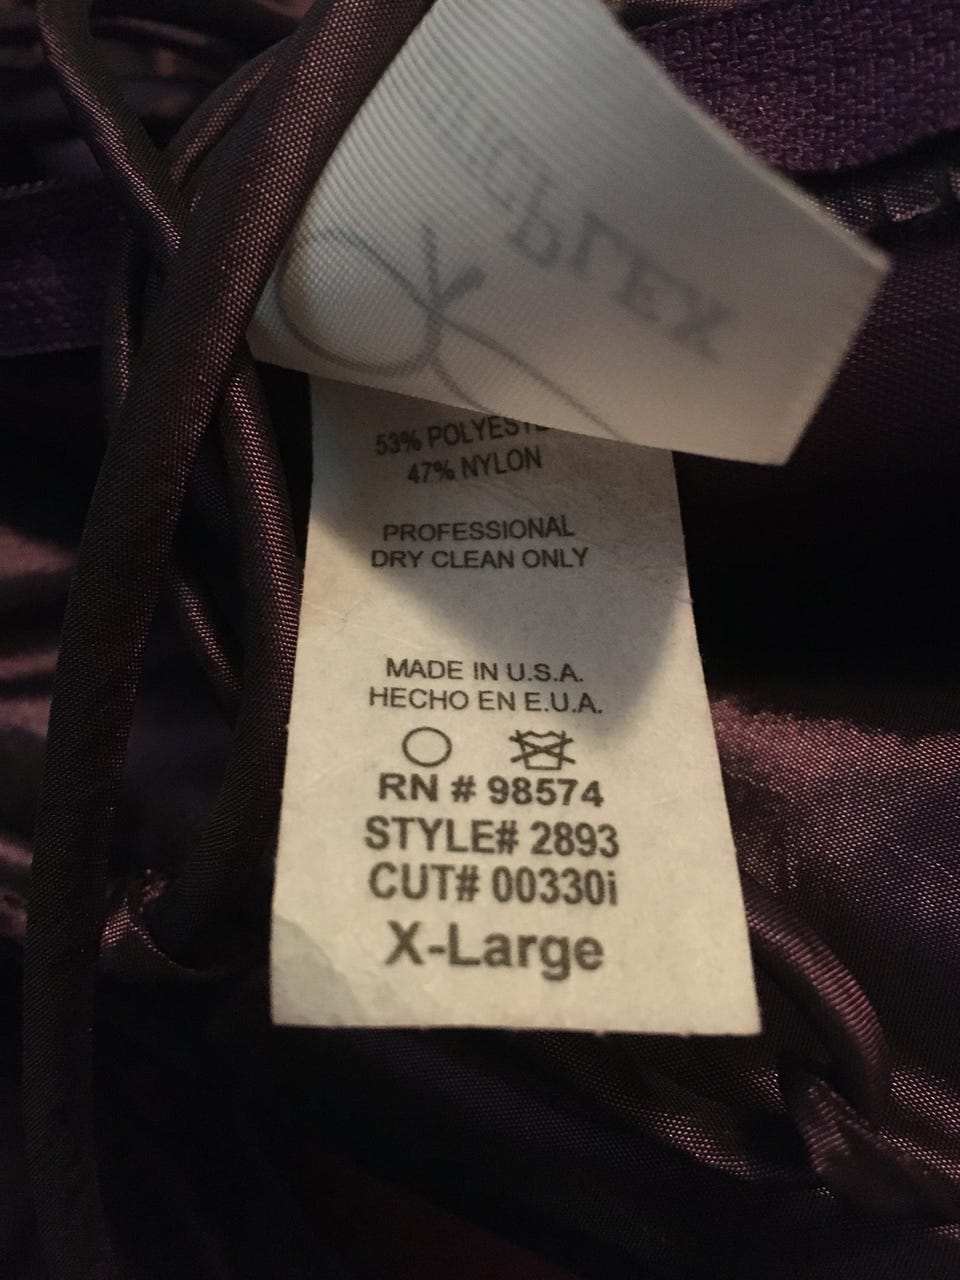 53% POLYESTE
47% NYLON
PROFESSIONAL
DRY CLEAN ONLY
MADE IN U.S.A.
HECHO EN E.U.A.
RN # 98574
STYLE# 2893
CUT# 00330i
X-Large